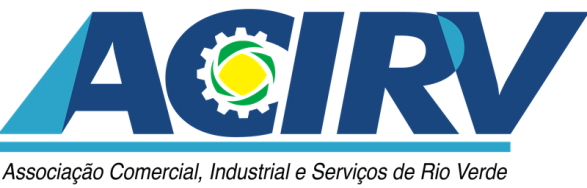 ACIRV
Associação Comercial, Industrial e Serviços de Rio Verde